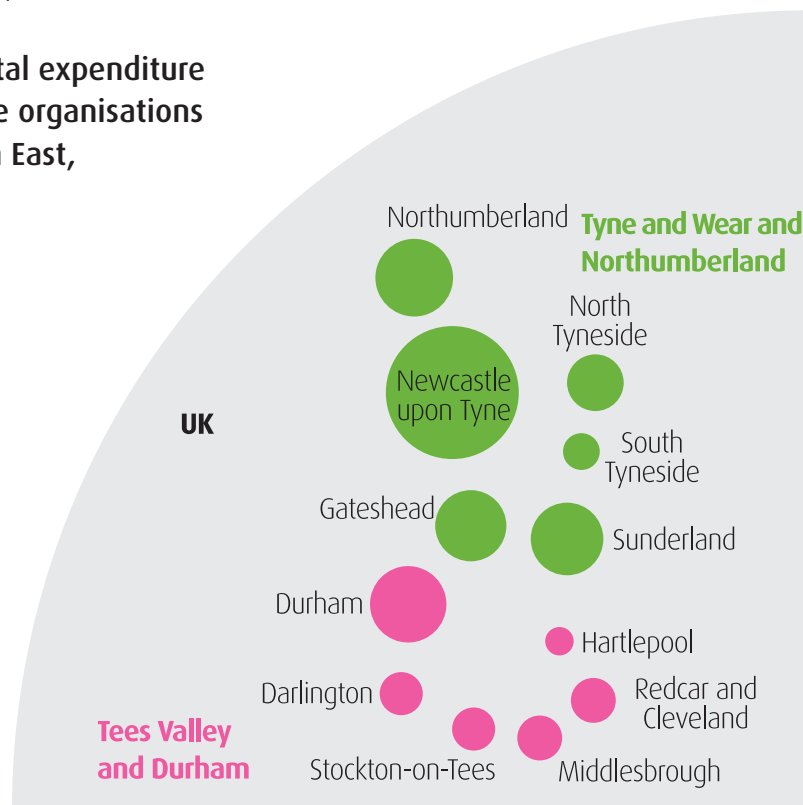 expenditure
organisations
East,
Northumberland
Tyne and Wear and
Northumberland
North
Tyneside
Newcastle
upon Tyne
UK
South
Tyneside
Gateshead
Sunderland
Durham
Hartlepool
Darlington
Redcar and
Cleveland
Tees Valley
and Durham
Stockton-on-Tees
Middlesbrough